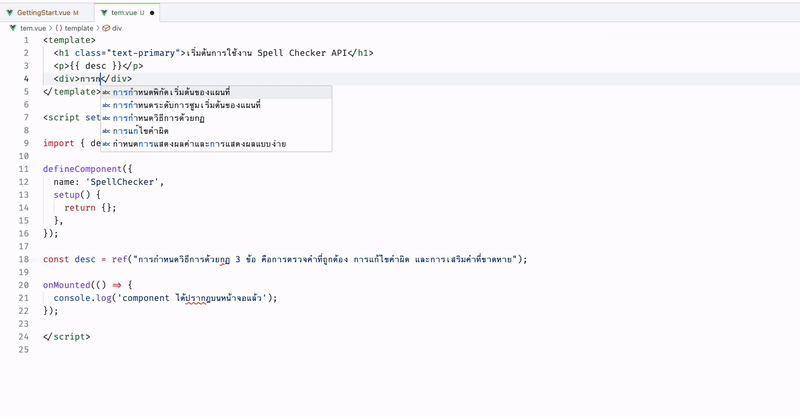 GettingStart.vue M
tem.vue U
tem.vue > {} template > div
1 <template>
2 <h1 class="text-primary">เริ่มต้นการใช้งาน Spell Checker API</h1>
3 <p>{{ desc }}</p>
4 <div>การก</div>
5 </template>
abc การกำหนดพิกัดเริ่มต้นของแผนที่
abc การกำหนดระดับการซูมเริ่มต้นของแผนที่
abc การกำหนดวิธีการด้วยกฏ
abc การแก้ไขคำผิด
abc กำหนดการแสดงผลค่าและการแสดงผลแบบง่าย
6
7 <script set
8
9 import { de
10
11 defineComponent({
12 name: 'SpellChecker',
13 setup() {
14 return {};
15 },
16 });
17
18 const desc = ref("การกำหนดวิธีการด้วยกฏ 3 ข้อ คือการตรวจคำที่ถูกต้อง การแก้ไขคำผิด และการเสริมคำที่ขาดหาย");
19
20 onMounted(() => {
21 console.log('component ได้ปรากฎบนหน้าจอแล้ว');
22 });
23
24 </script>
25